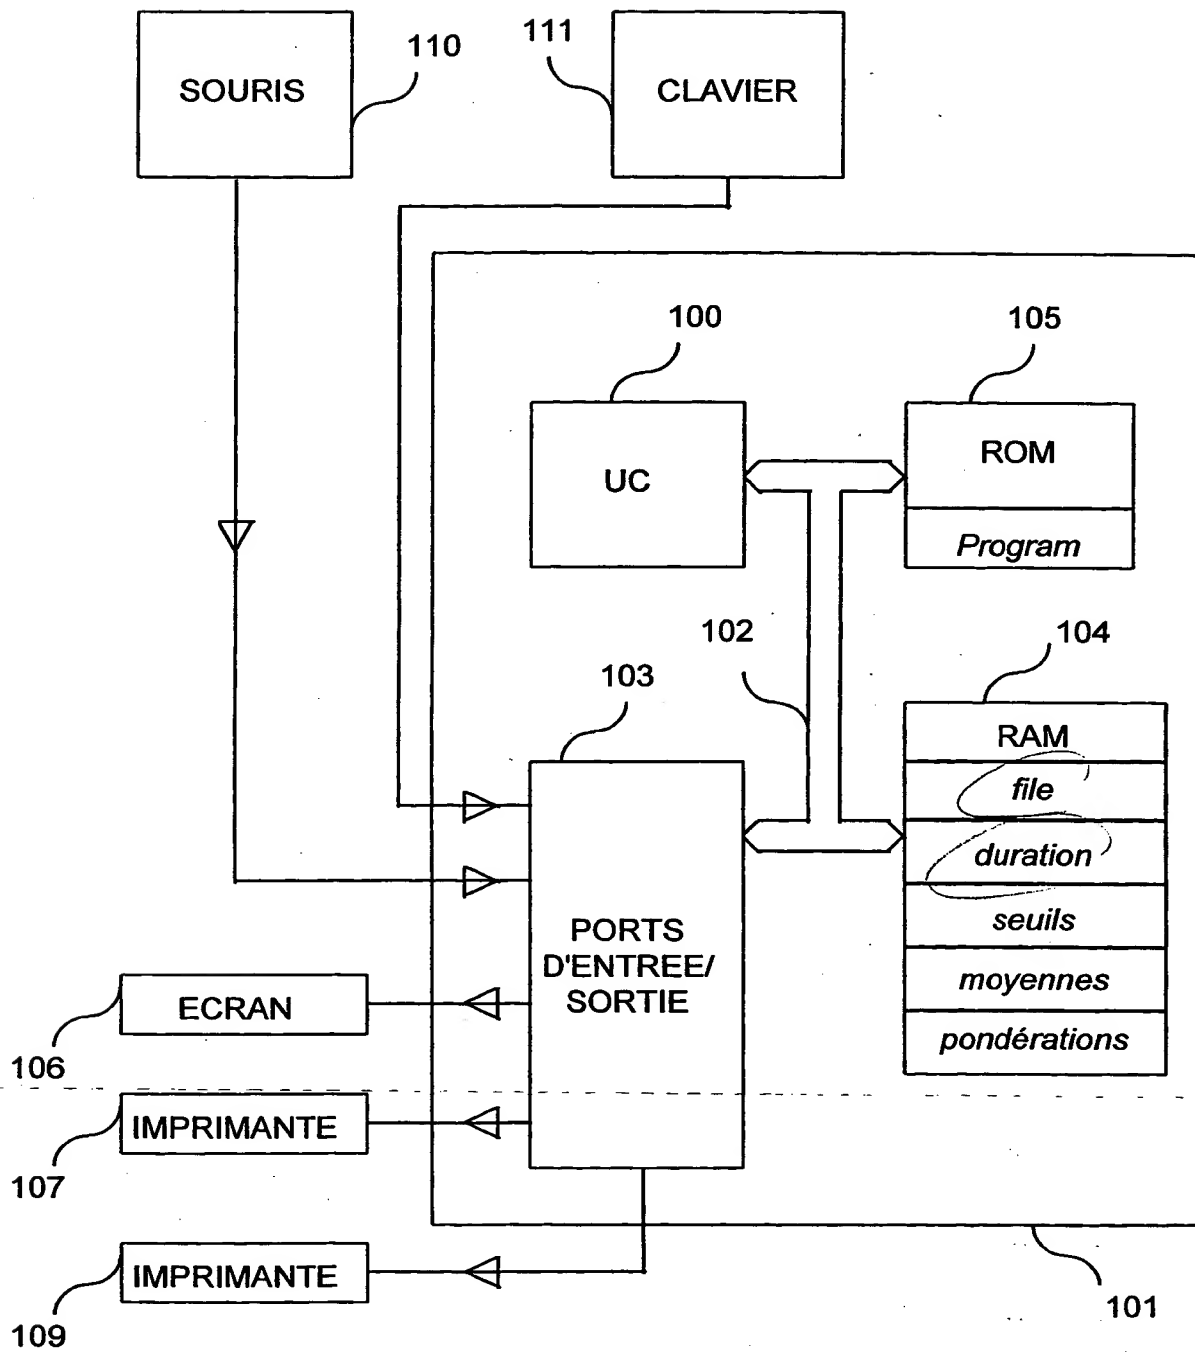 110
111
SOURIS
CLAVIER
100
105
UC
ROM
Program
102
104
103
RAM
file
duration
seuils
moyennes
pondérations
PORTS
D'ENTREE/
SORTIE
ECRAN
106
IMPRIMANTE
107
IMPRIMANTE
109
101